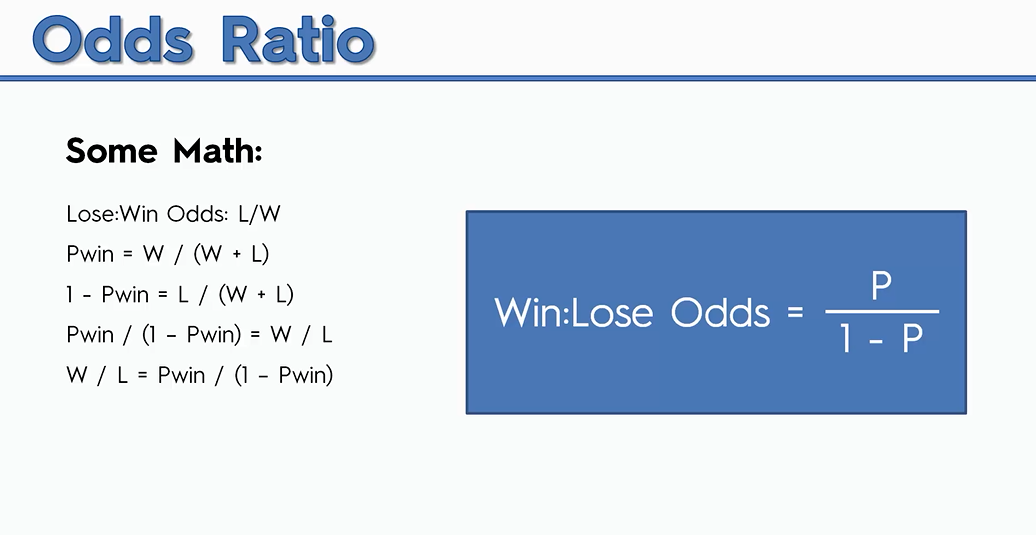 Odds Ratio
Some Math:
Lose:Win Odds: L/W
Pwin = W / (W + L)
1 - Pwin = L / (W + L)
Pwin / (1 – Pwin) = W / L
W / L = Pwin / (1 – Pwin)
Win:Lose Odds = P
1 - P